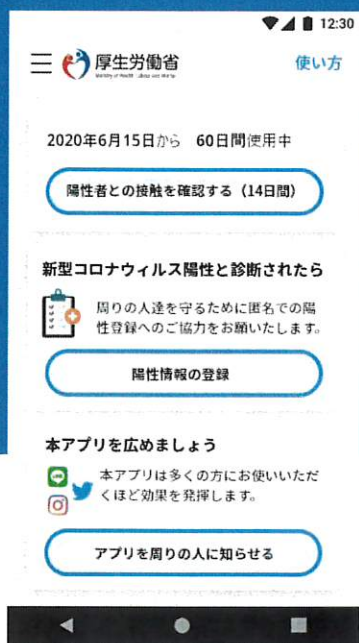 12:30
厚生労働省
使い方
2020年6月15日から 60日間使用中
陽性者との接触を確認する（14日間）
新型コロナウィルス陽性と診断されたら
周りの人達を守るために匿名での陽
性登録へのご協力をお願いたします。
陽性情報の登録
本アプリを広めましょう
本アプリは多くの方にお使いいただ
くほど効果を発揮します。
アプリを周りの人に知らせる